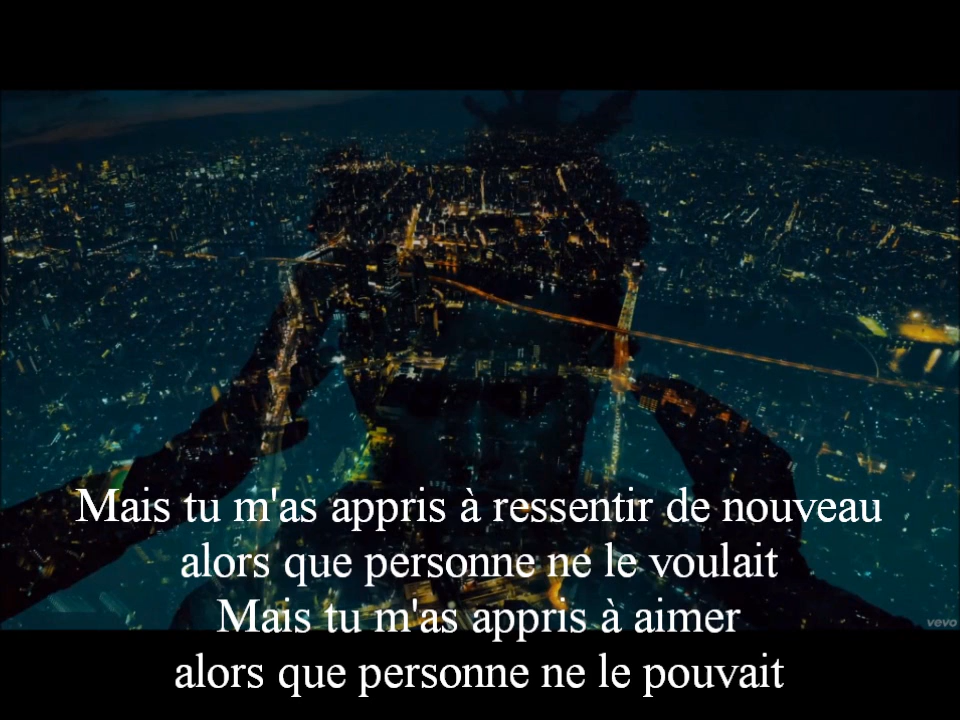 Mais tu m'as appris à ressentir de nouveau
alors que personne ne le voulait
Mais tu m'as appris à aimer
alors que personne ne le pouvait
vevo